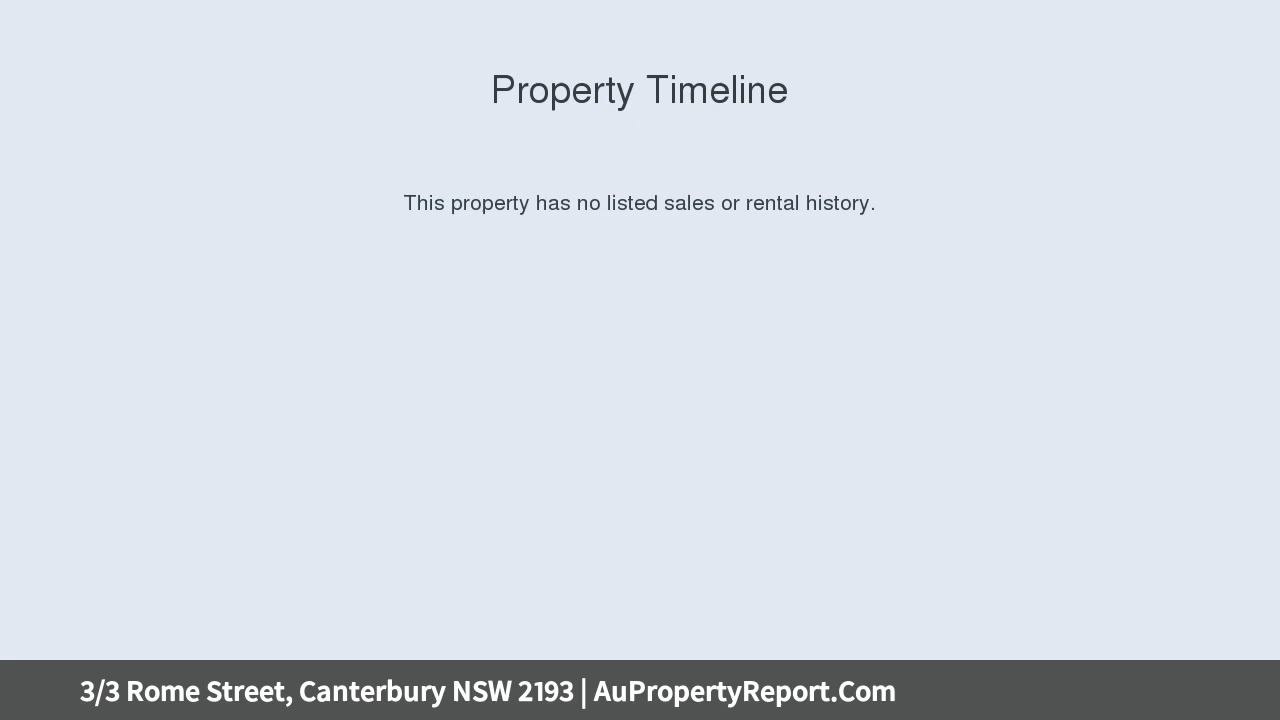 Property Timeline
This property has no listed sales or rental history.
3/3 Rome Street, Canterbury NSW 2193 | AuPropertyReport.Com